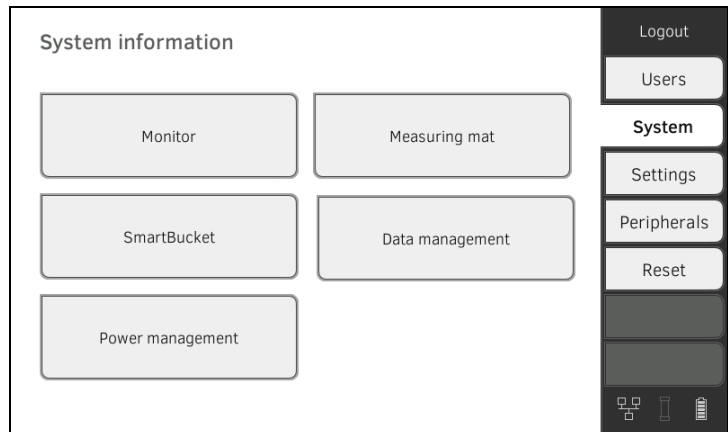 System information
Monitor
Measuring mat
SmartBucket
Data management
Power management
Logout
Users
System
Settings
Peripherals
Reset